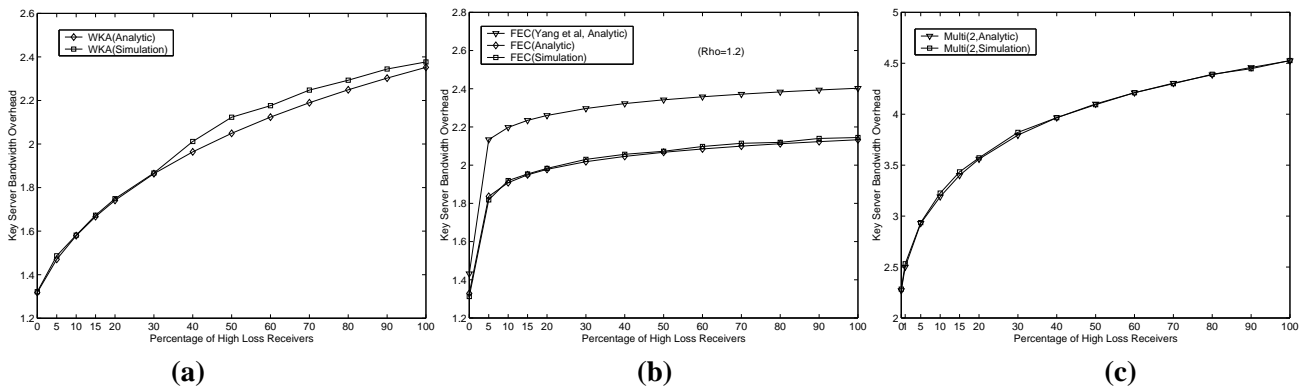 2.6
2.4
2.2
2
1.8
1.6
1.4
1.2
Key Server Bandwidth Overhead
WKA(Analytic)
WKA(Simulation)
0 5 10 15 20 30 40 50 60 70 80 90 100
Percentage of High Loss Receivers
(a)
2.8
2.6
2.4
2.2
2
1.8
1.6
1.4
1.2
Key Server Bandwidth Overhead
FEC(Yang et al, Analytic)
FEC(Analytic)
FEC(Simulation)
(Rho=1.2)
0 5 10 15 20 30 40 50 60 70 80 90 100
Percentage of High Loss Receivers
(b)
5
4.5
4
3.5
3
2.5
2
Key Server Bandwidth Overhead
Multi(2,Analytic)
Multi(2,Simulation)
0 1 5 10 15 20 30 40 50 60 70 80 90 100
Percentage of High Loss Receivers
(c)